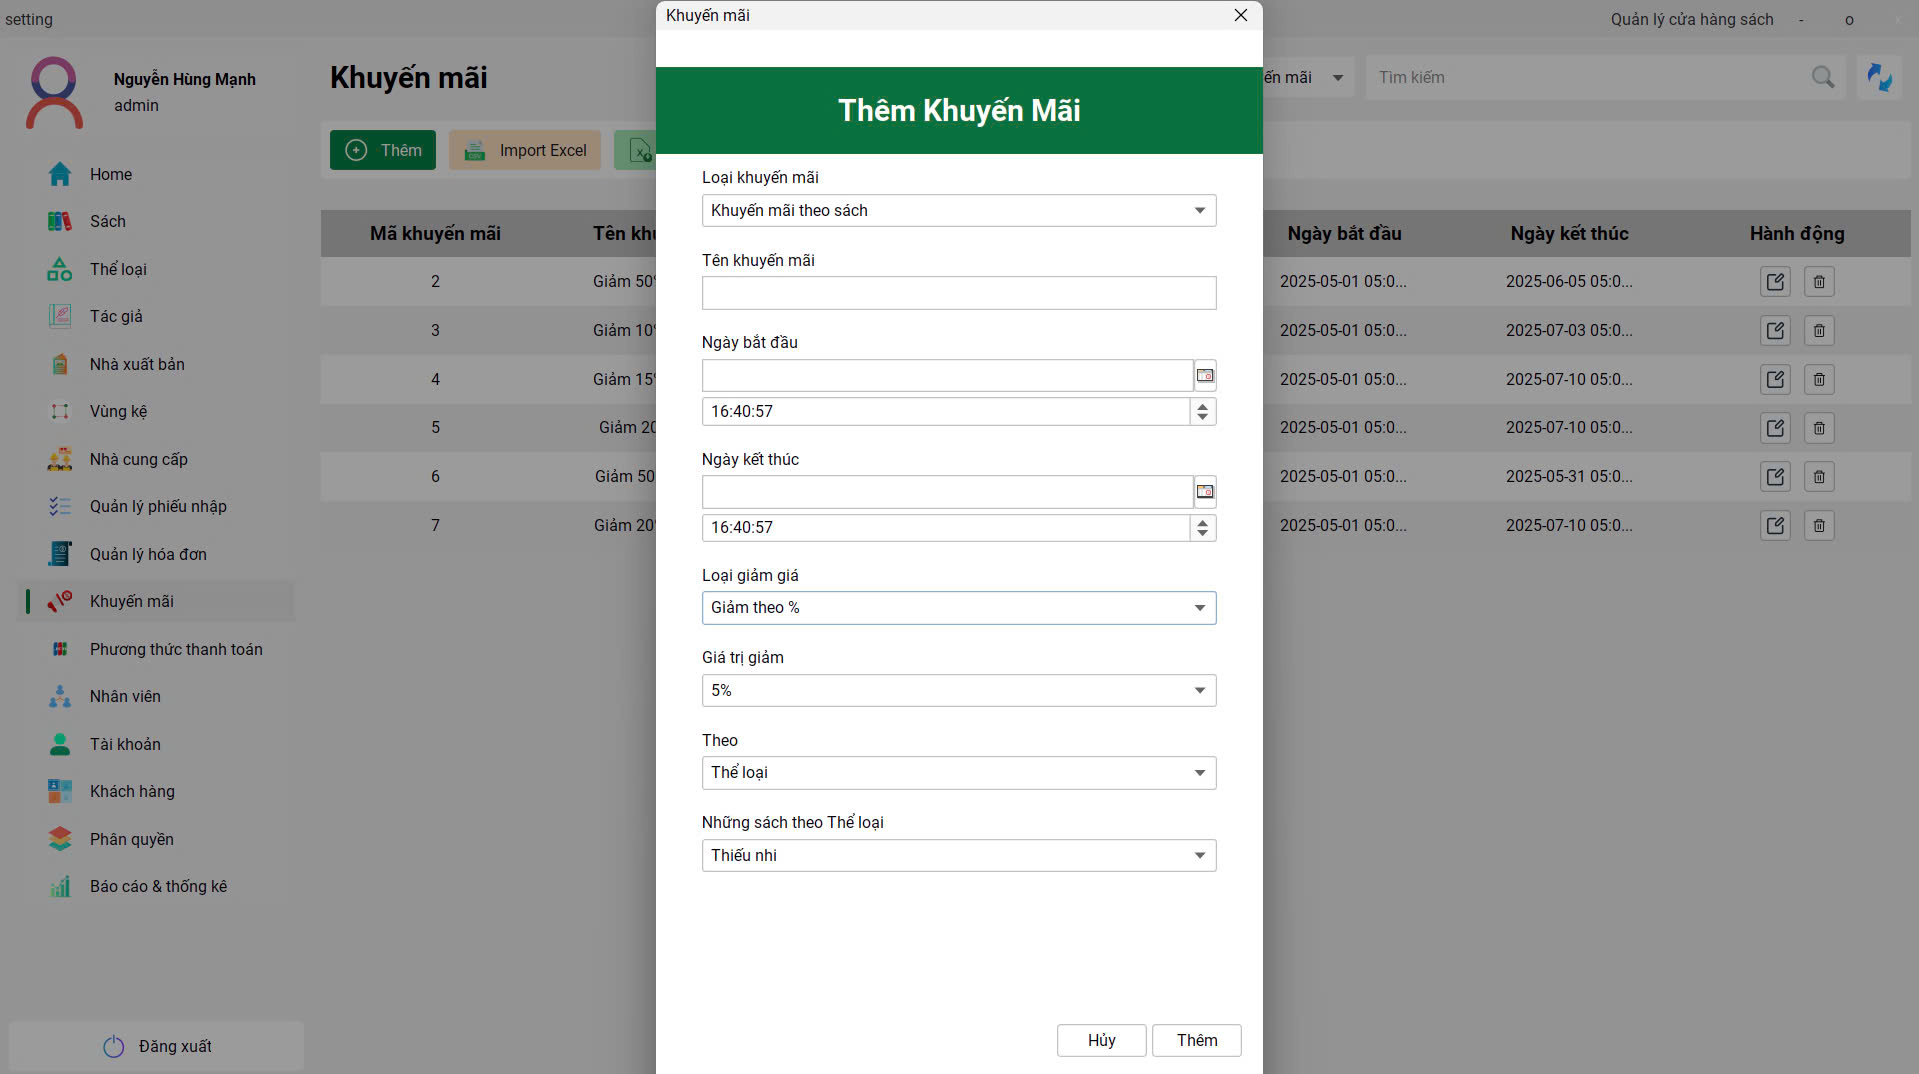 setting
Khuyến mãi
Quản lý cửa hàng sách
-
o
x
Nguyễn Hùng Mạnh
admin
Khuyến mãi
ến mãi
Tìm kiếm
Thêm Khuyến Mãi
Thêm
Import Excel
Home
Sách
Thể loại
Tác giả
Nhà xuất bản
Vùng kệ
Nhà cung cấp
Quản lý phiếu nhập
Quản lý hóa đơn
Khuyến mãi
Phương thức thanh toán
Nhân viên
Tài khoản
Khách hàng
Phân quyền
Báo cáo & thống kê
Đăng xuất
Mã khuyến mãi Tên khu Ngày bắt đầu Ngày kết thúc Hành động
2 Giảm 50% 2025-05-01 05:0... 2025-06-05 05:0...
3 Giảm 10% 2025-05-01 05:0... 2025-07-03 05:0...
4 Giảm 15% 2025-05-01 05:0... 2025-07-10 05:0...
5 Giảm 20 2025-05-01 05:0... 2025-07-10 05:0...
6 Giảm 50 2025-05-01 05:0... 2025-05-31 05:0...
7 Giảm 20% 2025-05-01 05:0... 2025-07-10 05:0...
Loại khuyến mãi
Khuyến mãi theo sách
Tên khuyến mãi
Ngày bắt đầu
16:40:57
Ngày kết thúc
16:40:57
Loại giảm giá
Giảm theo %
Giá trị giảm
5%
Theo
Thể loại
Những sách theo Thể loại
Thiếu nhi
Hủy
Thêm